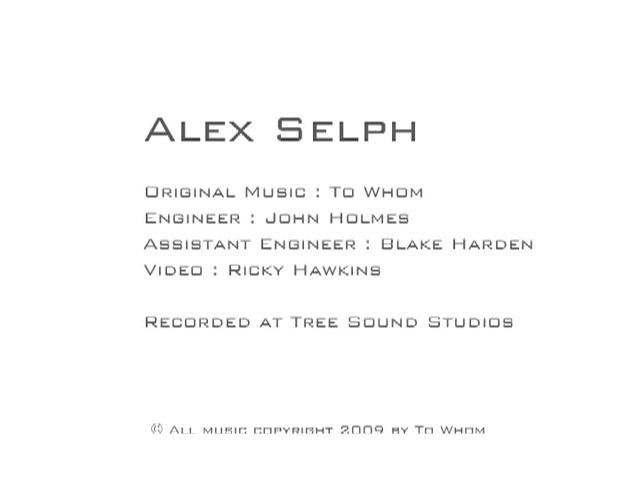 Alex Selph
Original Music : To Whom
Engineer : John Holmes
Assistant Engineer : Blake Harden
Video : Ricky Hawkins
Recorded at Tree Sound Studios
© All music copyright 2009 by To Whom